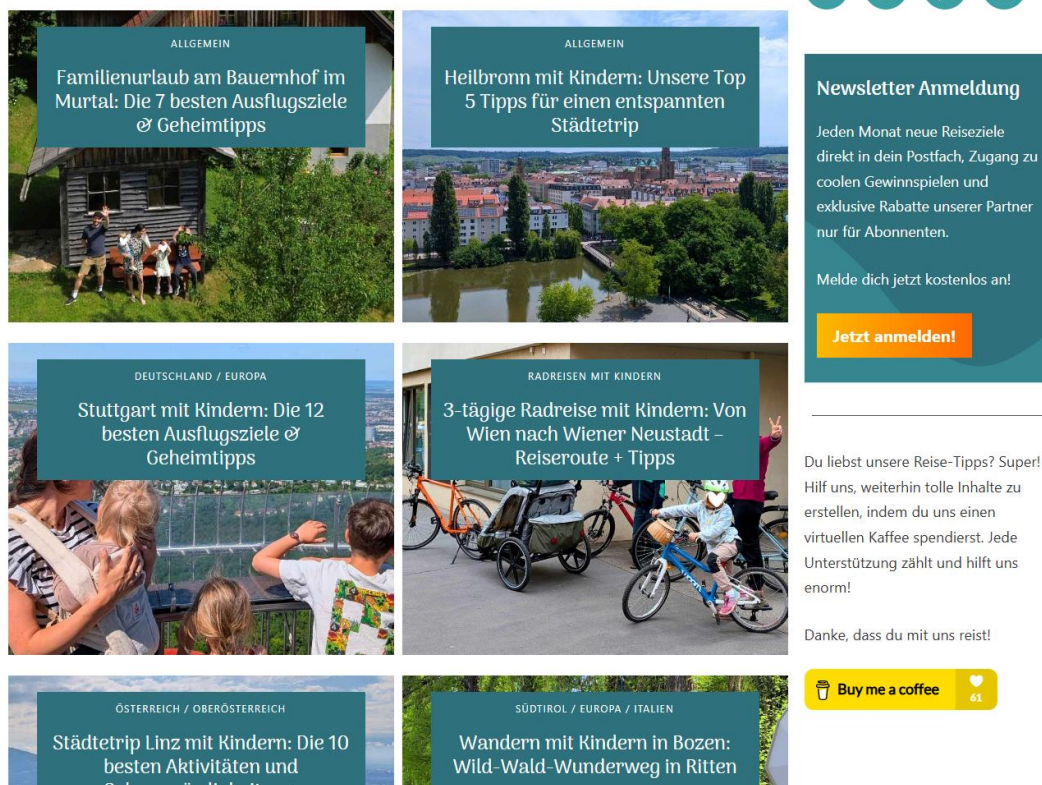 ALLGEMEIN
Familienurlaub am Bauernhof im
Murtal: Die 7 besten Ausflugsziele
& Geheimtipps
ALLGEMEIN
Heilbronn mit Kindern: Unsere Top
5 Tipps für einen entspannten
Städtetrip
DEUTSCHLAND / EUROPA
Stuttgart mit Kindern: Die 12
besten Ausflugsziele &
Geheimtipps
RADREISEN MIT KINDERN
3-tägige Radreise mit Kindern: Von
Wien nach Wiener Neustadt –
Reiseroute + Tipps
ÖSTERREICH / OBERÖSTERREICH
Städtetrip Linz mit Kindern: Die 10
besten Aktivitäten und
SÜDTIROL / EUROPA / ITALIEN
Wandern mit Kindern in Bozen:
Wild-Wald-Wunderweg in Ritten
Newsletter Anmeldung
Jeden Monat neue Reiseziele
direkt in dein Postfach, Zugang zu
coolen Gewinnspielen und
exklusive Rabatte unserer Partner
nur für Abonnenten.
Melde dich jetzt kostenlos an!
Jetzt anmelden!
Du liebst unsere Reise-Tipps? Super!
Hilf uns, weiterhin tolle Inhalte zu
erstellen, indem du uns einen
virtuellen Kaffee spendierst. Jede
Unterstützung zählt und hilft uns
enorm!
Danke, dass du mit uns reist!
Buy me a coffee
61